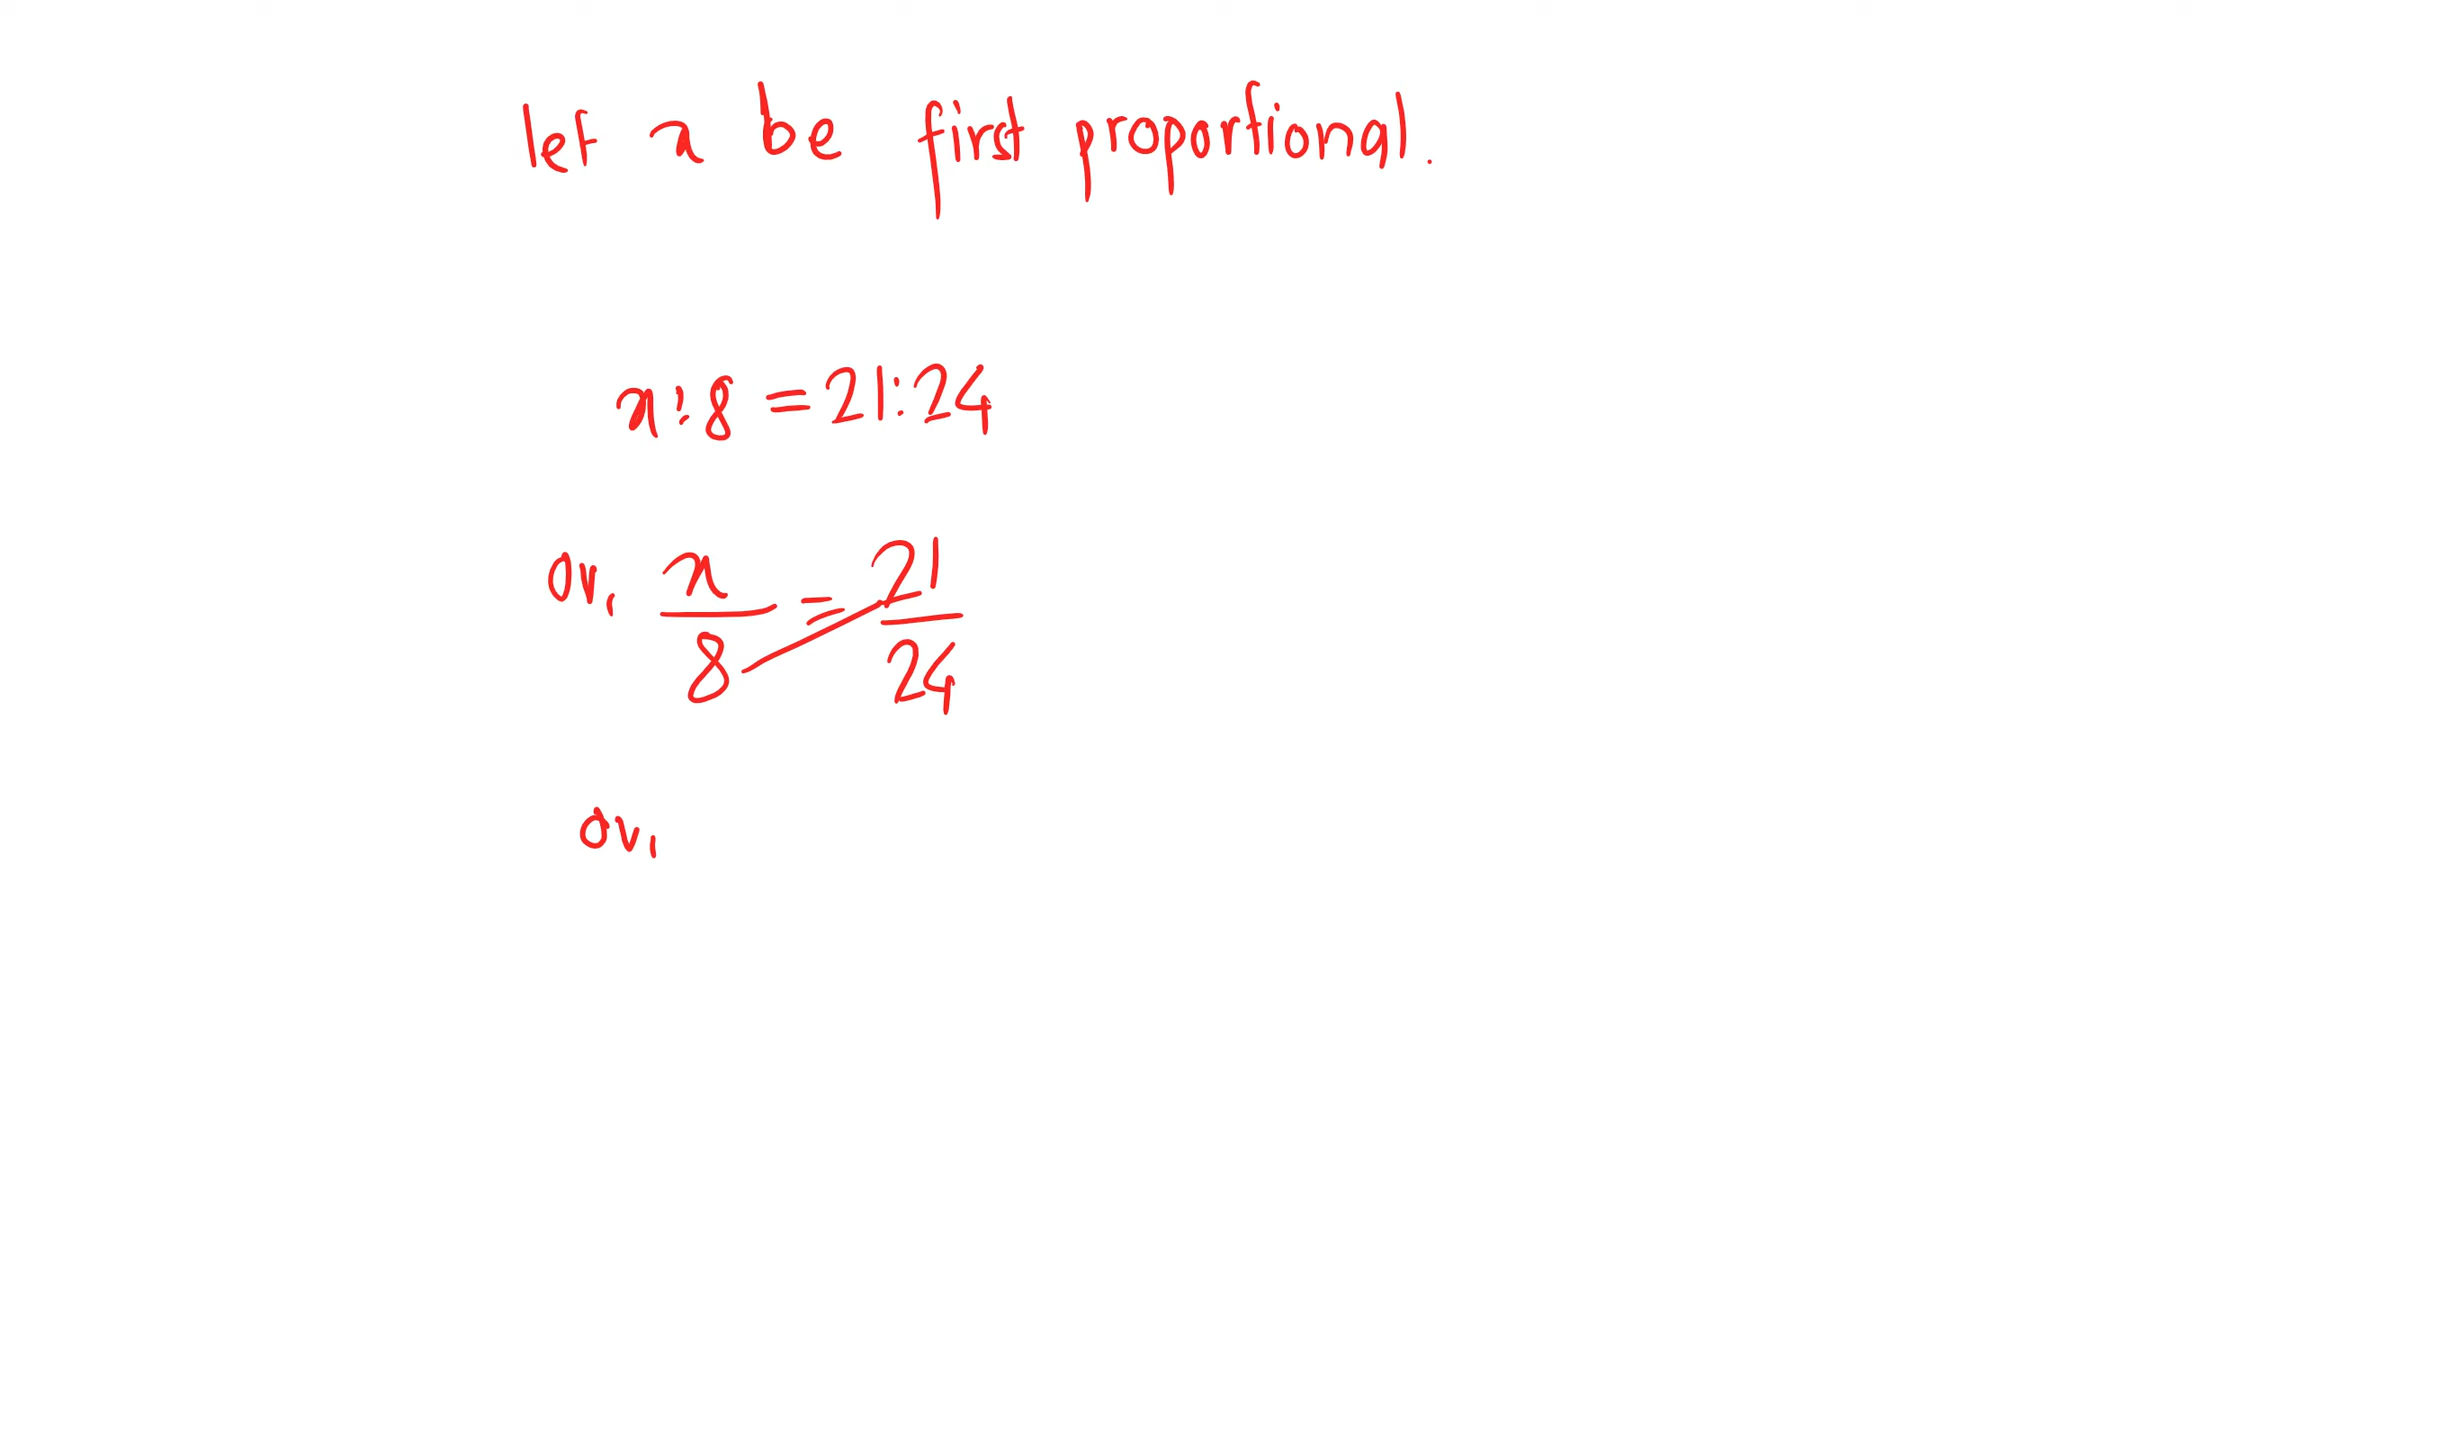 let x be first proportional.
x : 8 = 21 : 24
or, x/8 = 21/24
or,